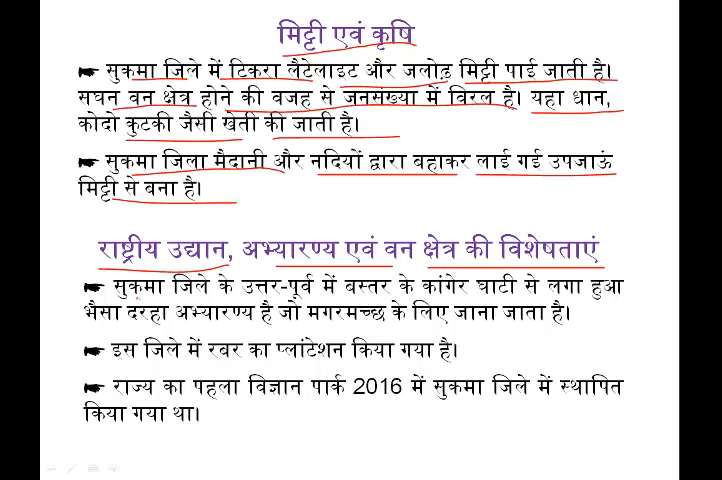 मिट्टी एवं कृषि
सुकमा जिले में टिकरा लैटेलाइट और जलोढ़ मिट्टी पाई जाती है।
सघन वन क्षेत्र होने की वजह से जनसंख्या में विरल है। यहा धान,
कोदो कुटकी जैसी खेती की जाती है।
सुकमा जिला मैदानी और नदियों द्वारा बहाकर लाई गई उपजाऊं
मिट्टी से बना है।
राष्ट्रीय उद्यान, अभ्यारण्य एवं वन क्षेत्र की विशेषताएं
सुकमा जिले के उत्तर-पूर्व में बस्तर के कांगेर घाटी से लगा हुआ
भैसा दरहा अभ्यारण्य है जो मगरमच्छ के लिए जाना जाता है।
इस जिले में रबर का प्लांटेशन किया गया है।
राज्य का पहला विज्ञान पार्क 2016 में सुकमा जिले में स्थापित
किया गया था।